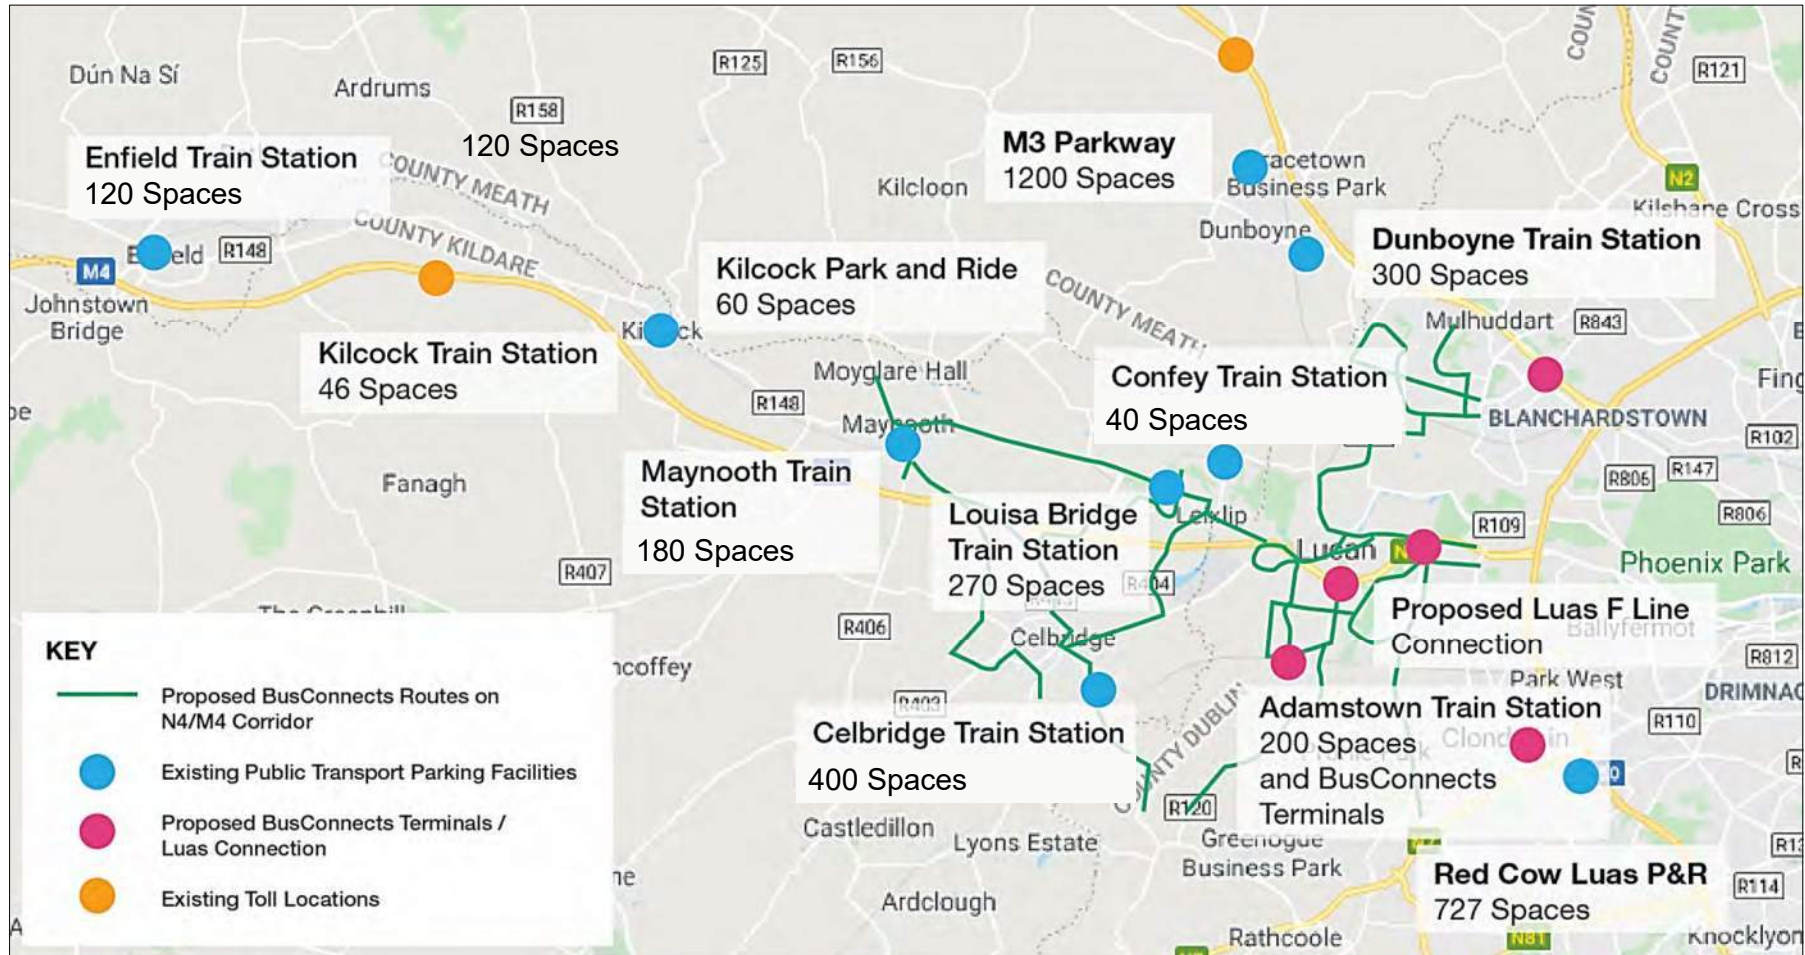 Dún Na Sí
Ardrums
R158
R125
R156
R121
120 Spaces
Enfield Train Station
120 Spaces
COUNTY MEATH
COUNTY KILDARE
R148
M4
Johnstown
Bridge
Kilcloon
M3 Parkway
1200 Spaces
Business Park
Dunboyne
N2
Kilshane Cross
Dunboyne Train Station
300 Spaces
Mulhuddart
R843
Kilcock Park and Ride
60 Spaces
COUNTY MEATH
Kilcock Train Station
46 Spaces
Moyglare Hall
R148
Confey Train Station
40 Spaces
BLANCHARDSTOWN
R102
R147
R806
R806
Fanagh
Maynooth Train
Station
180 Spaces
Louisa Bridge
Train Station
270 Spaces
Leixlip
R404
Lucan
R109
Phoenix Park
R407
R406
Celbridge
Proposed Luas F Line
Connection
Ballyfermot
R812
Park West
R110
R403
Celbridge Train Station
400 Spaces
COUNTY DUBLIN
Adamstown Train Station
200 Spaces
and BusConnects
Terminals
R120
Castledillon
Lyons Estate
Greenogue
Business Park
Ardclough
Rathcoole
Red Cow Luas P&R
727 Spaces
R114
N81
Knocklyon
KEY
Proposed BusConnects Routes on
N4/M4 Corridor
Existing Public Transport Parking Facilities
Proposed BusConnects Terminals /
Luas Connection
Existing Toll Locations